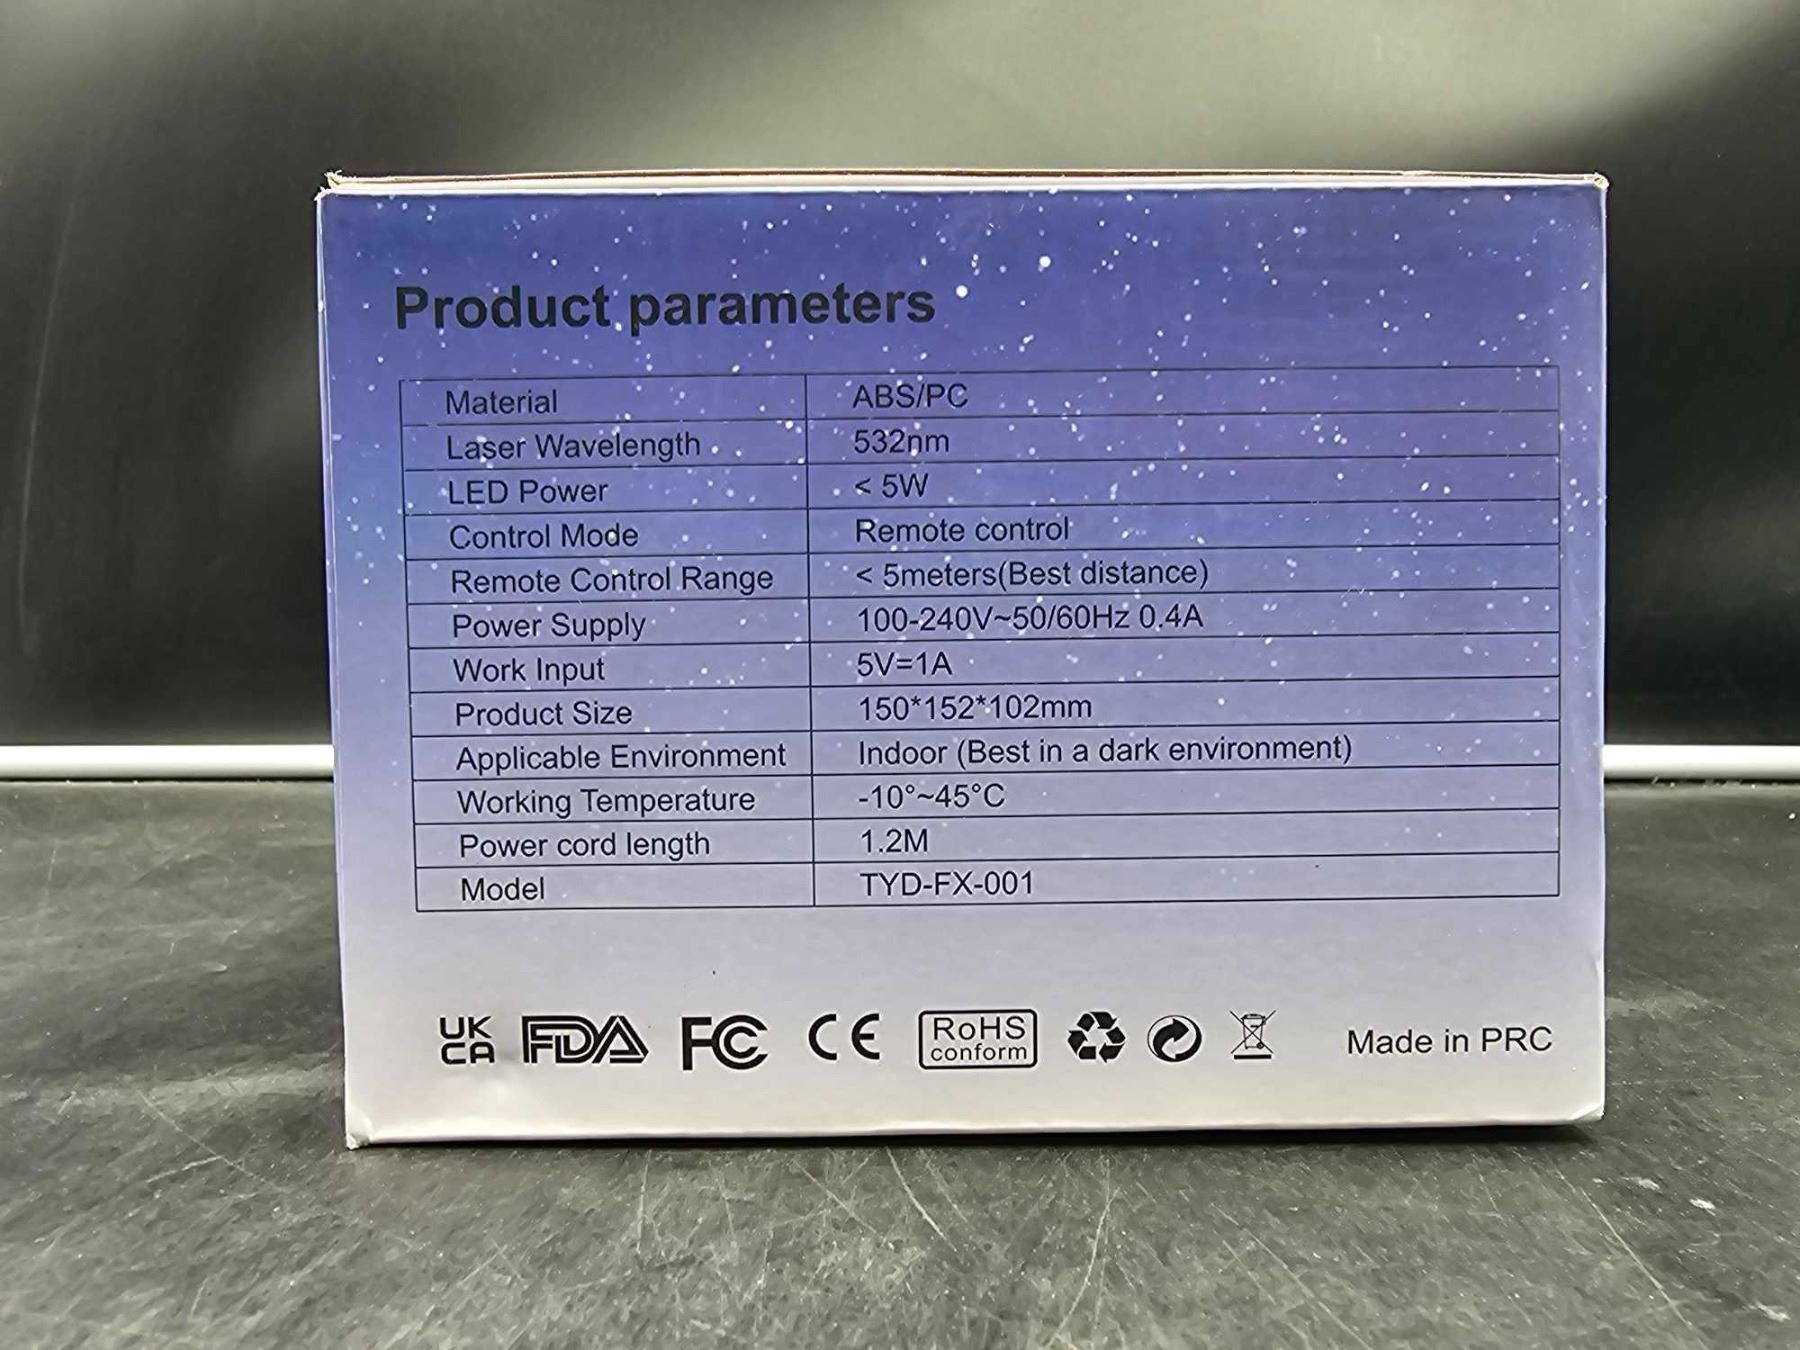 Product parameters
Material ABS/PC
Laser Wavelength 532nm
LED Power < 5W
Control Mode Remote control
Remote Control Range < 5meters(Best distance)
Power Supply 100-240V~50/60Hz 0.4A
Work Input 5V=1A
Product Size 150*152*102mm
Applicable Environment Indoor (Best in a dark environment)
Working Temperature -10°~45°C
Power cord length 1.2M
Model TYD-FX-001
UK
CA FDA FC CE RoHS
conform Made in PRC